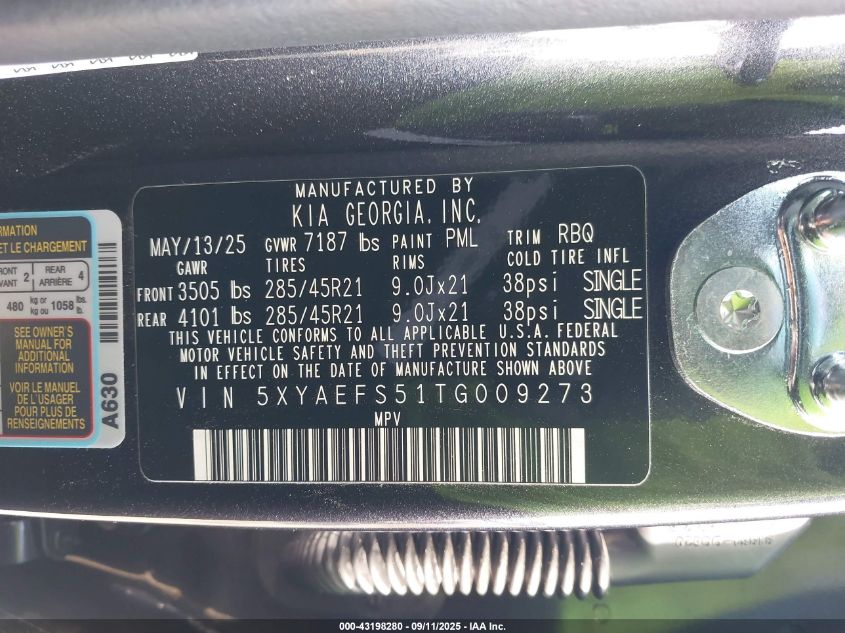 MANUFACTURED BY
KIA GEORGIA, INC.
MAY/13/25 GVWR 7187 lbs PAINT PML TRIM RBQ
GAWR TIRES RIMS COLD TIRE INFL
FRONT 3505 lbs 285/45R21 9.0Jx21 38psi SINGLE
REAR 4101 lbs 285/45R21 9.0Jx21 38psi SINGLE
THIS VEHICLE CONFORMS TO ALL APPLICABLE U.S.A. FEDERAL
MOTOR VEHICLE SAFETY AND THEFT PREVENTION STANDARDS
IN EFFECT ON THE DATE OF MANUFACTURE SHOWN ABOVE
VIN 5XYAEFS51TG009273
MPV
ET LE CHARGEMENT
2 REAR
ARRIÈRE 4
480 kg or
kg ou 1058 lbs.
lb.
SEE OWNER'S
MANUAL FOR
ADDITIONAL
INFORMATION
VOIR LE MANUEL
DE L'USAGER
POUR PLUS DE
RENSEIGNEMENTS
A630
000-43198280 - 09/11/2025 - IAA Inc.